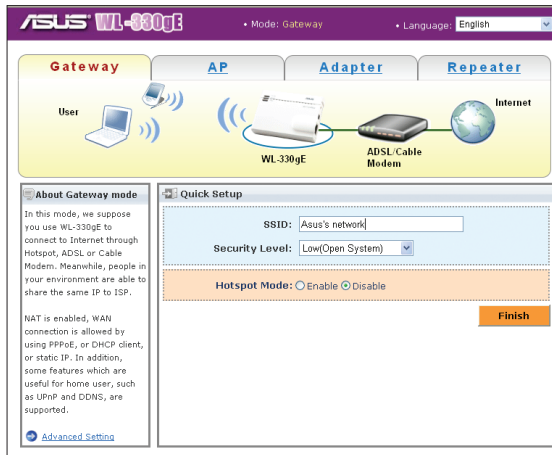 ASUS WL-330gE
• Mode: Gateway
• Language: English
Gateway
AP
Adapter
Repeater
User
Internet
WL-330gE
ADSL/Cable
Modem
About Gateway mode
In this mode, we suppose
you use WL-330gE to
connect to Internet through
Hotspot, ADSL or Cable
Modem. Meanwhile, people in
your environment are able to
share the same IP to ISP.
NAT is enabled, WAN
connection is allowed by
using PPPoE, or DHCP client,
or static IP. In addition,
some features which are
useful for home user, such
as UPnP and DDNS, are
supported.
Advanced Setting
Quick Setup
SSID: Asus's network
Security Level: Low(Open System)
Hotspot Mode: Enable Disable
Finish